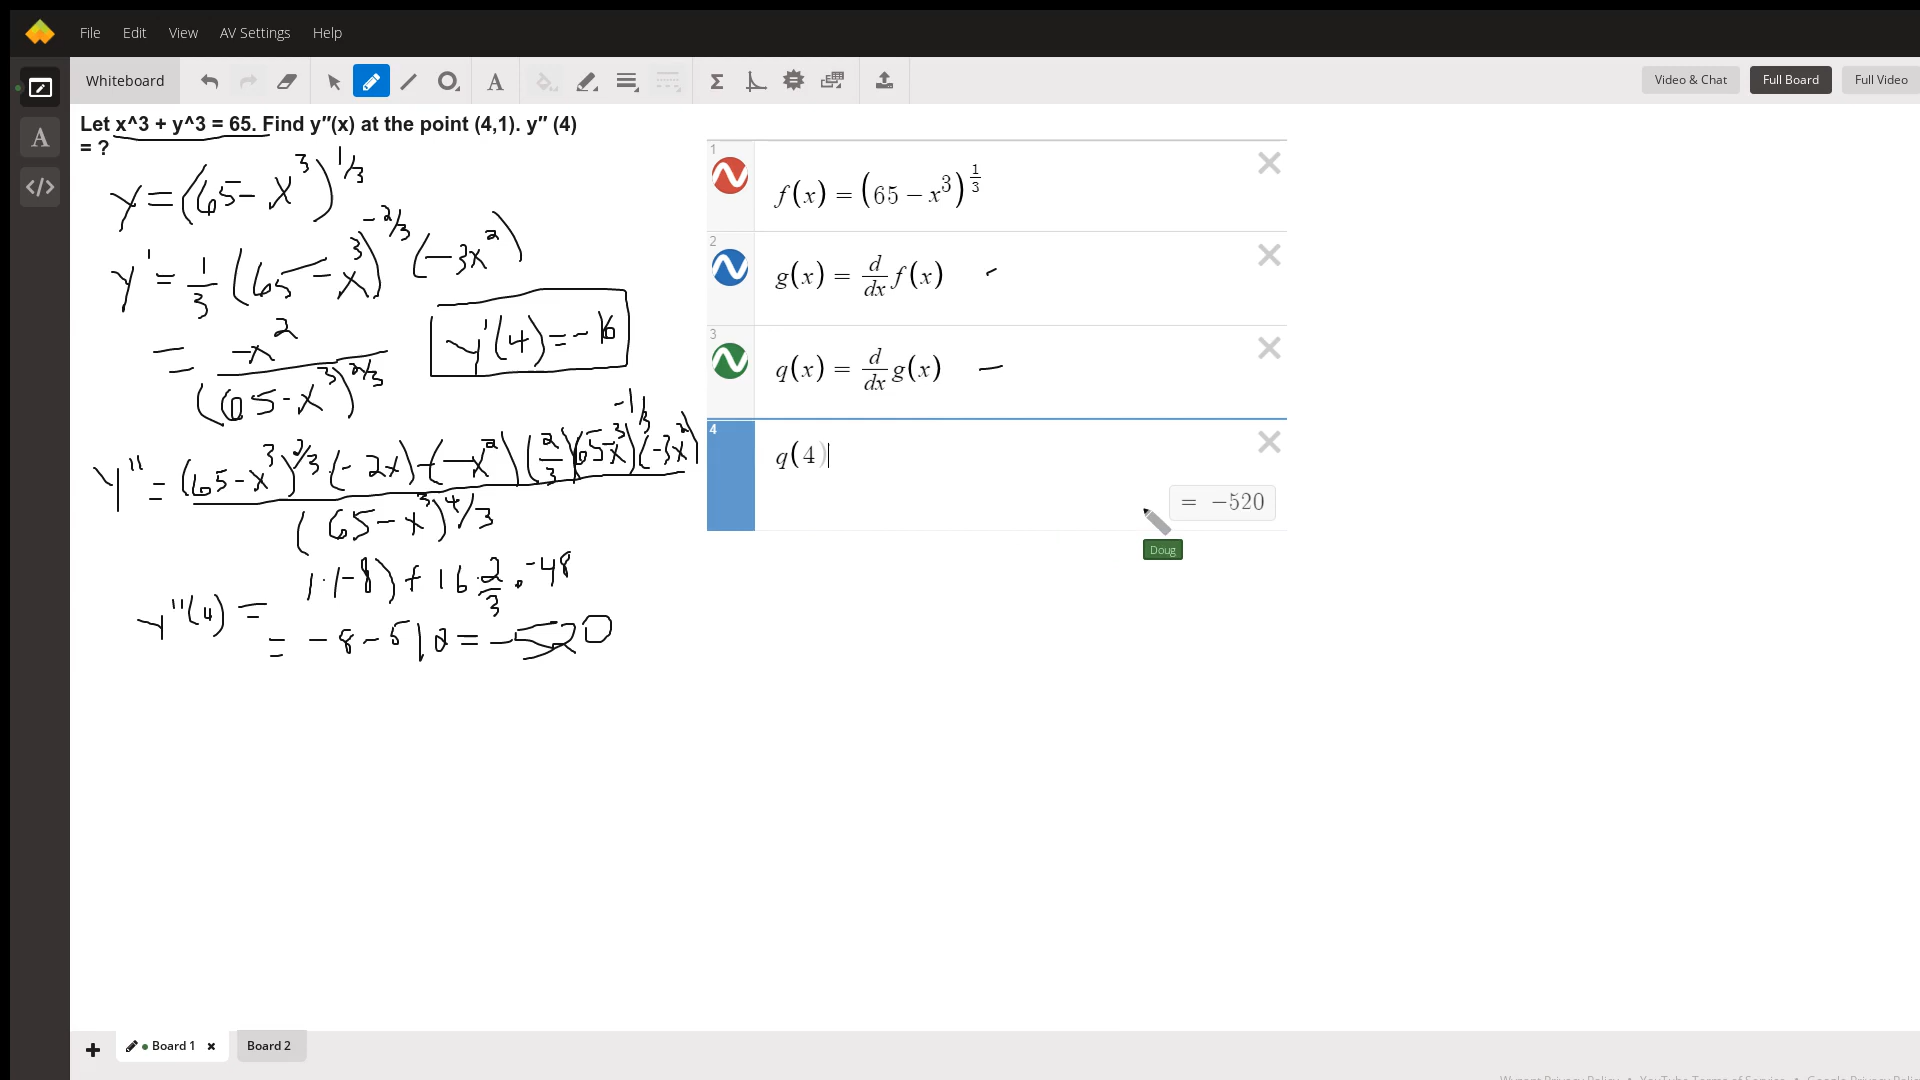 File Edit View AV Settings Help
Whiteboard A Σ Video & Chat Full Board Full Video
A
</>
Let x^3 + y^3 = 65. Find y″(x) at the point (4,1). y″ (4)
= ?
y = (65 - x^3)^1/3
y' = 1/3 (65 - x^3)^-2/3 (-3x^2)
= -x^2 / (65 - x^3)^2/3
y'(4) = -16
y'' = (65 - x^3)^2/3 (-2x) - (-x^2) (2/3) (65-x^3)^-1/3 (-3x^2)
(65 - x^3)^4/3
y''(4) = 1·(-8) + 16·2/3·-48
= -8 - 512 = -520
1
f(x) = (65 − x^3)^1/3
2
g(x) = d/dx f(x)
3
q(x) = d/dx g(x)
4
q(4)
= −520
Doug
+ Board 1 × Board 2